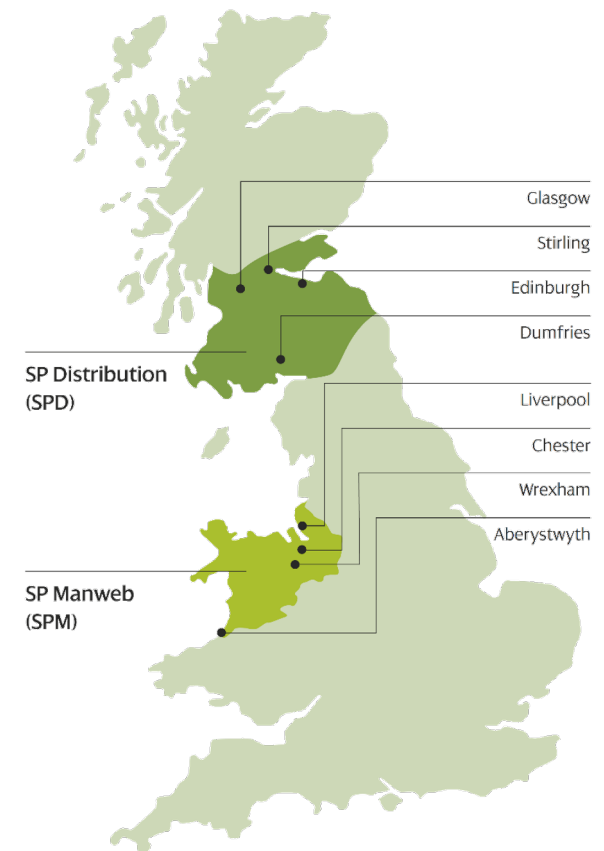 Glasgow
Stirling
Edinburgh
Dumfries
SP Distribution
(SPD)
Liverpool
Chester
Wrexham
Aberystwyth
SP Manweb
(SPM)